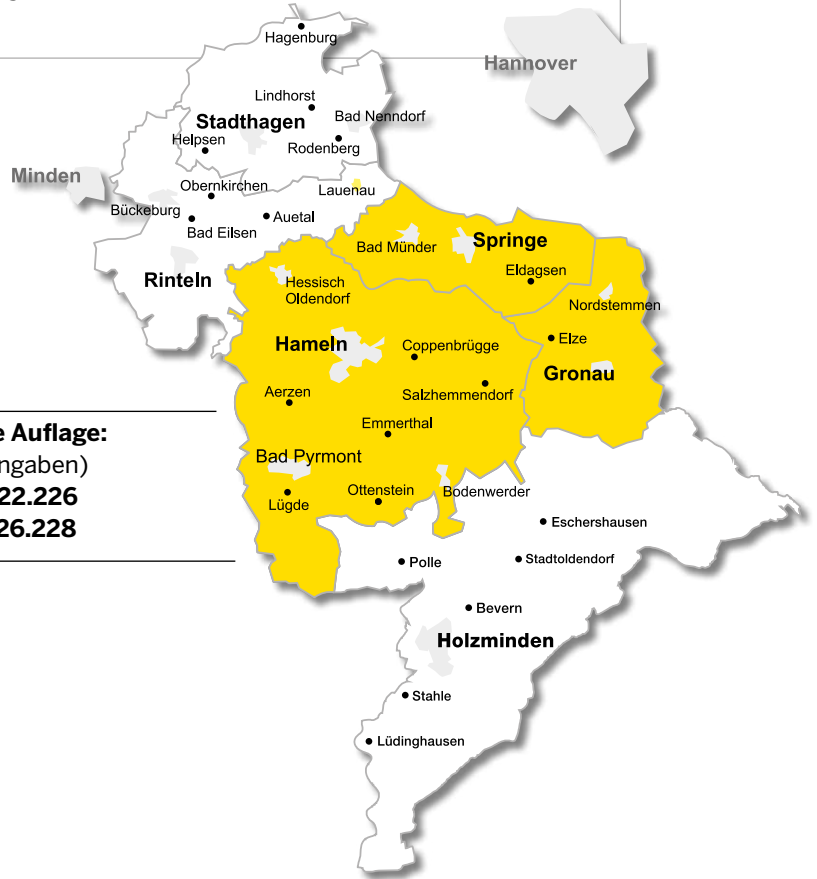 Hagenburg
Hannover
Lindhorst
Stadthagen
Bad Nenndorf
Helpsen
Rodenberg
Minden
Obernkirchen
Lauenau
Bückeburg
Auetal
Bad Eilsen
Bad Münder
Springe
Rinteln
Eldagsen
Hessisch
Oldendorf
Nordstemmen
Hameln
Coppenbrügge
Elze
Gronau
Aerzen
Salzhemmendorf
Emmerthal
e Auflage:
Bad Pyrmont
ngaben)
Ottenstein
Bodenwerder
22.226
Lügde
26.228
Eschershausen
Polle
Stadtoldendorf
Bevern
Holzminden
Stahle
Lüdinghausen